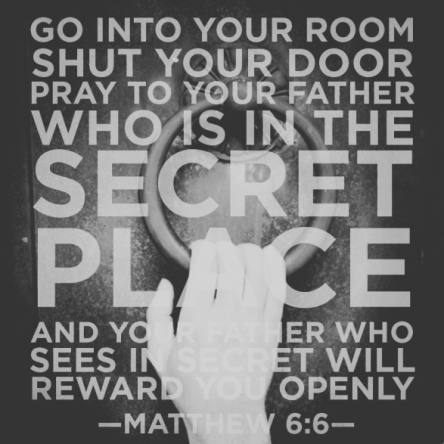 GO INTO YOUR ROOM
SHUT YOUR DOOR
PRAY TO YOUR FATHER
WHO IS IN THE
SECRET
PLACE
AND YOUR FATHER WHO
SEES IN SECRET WILL
REWARD YOU OPENLY
—MATTHEW 6:6—